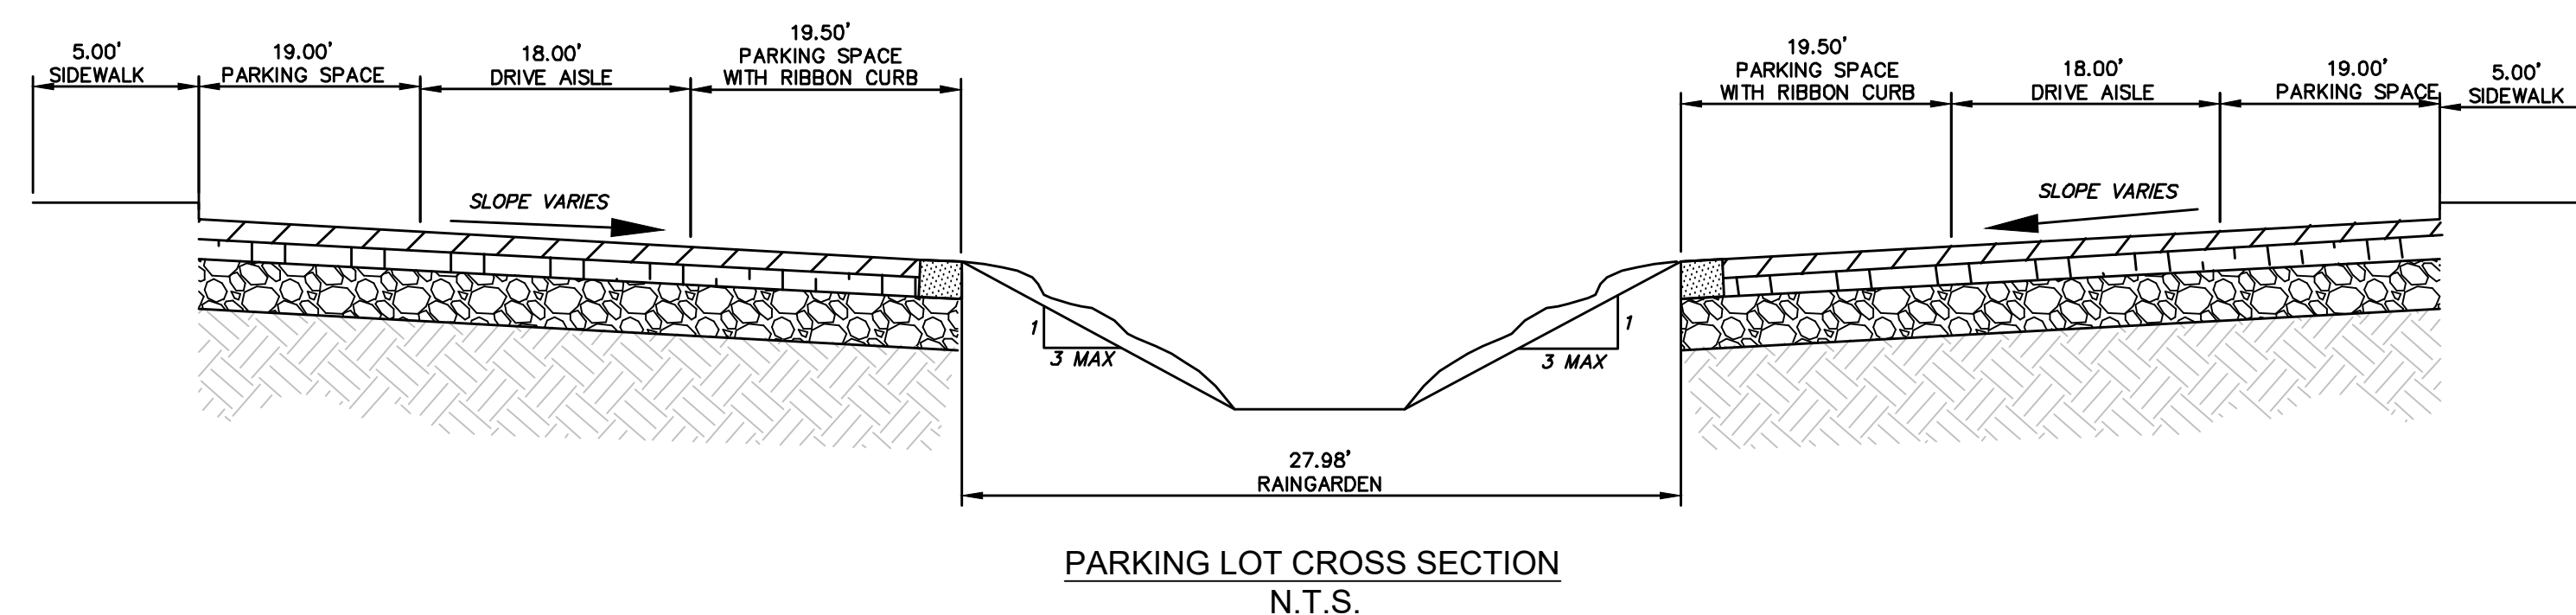 5.00'
SIDEWALK
19.00'
PARKING SPACE
18.00'
DRIVE AISLE
19.50'
PARKING SPACE
WITH RIBBON CURB
19.50'
PARKING SPACE
WITH RIBBON CURB
18.00'
DRIVE AISLE
19.00'
PARKING SPACE
5.00'
SIDEWALK
SLOPE VARIES
SLOPE VARIES
1
3 MAX
1
3 MAX
27.98'
RAINGARDEN
PARKING LOT CROSS SECTION
N.T.S.